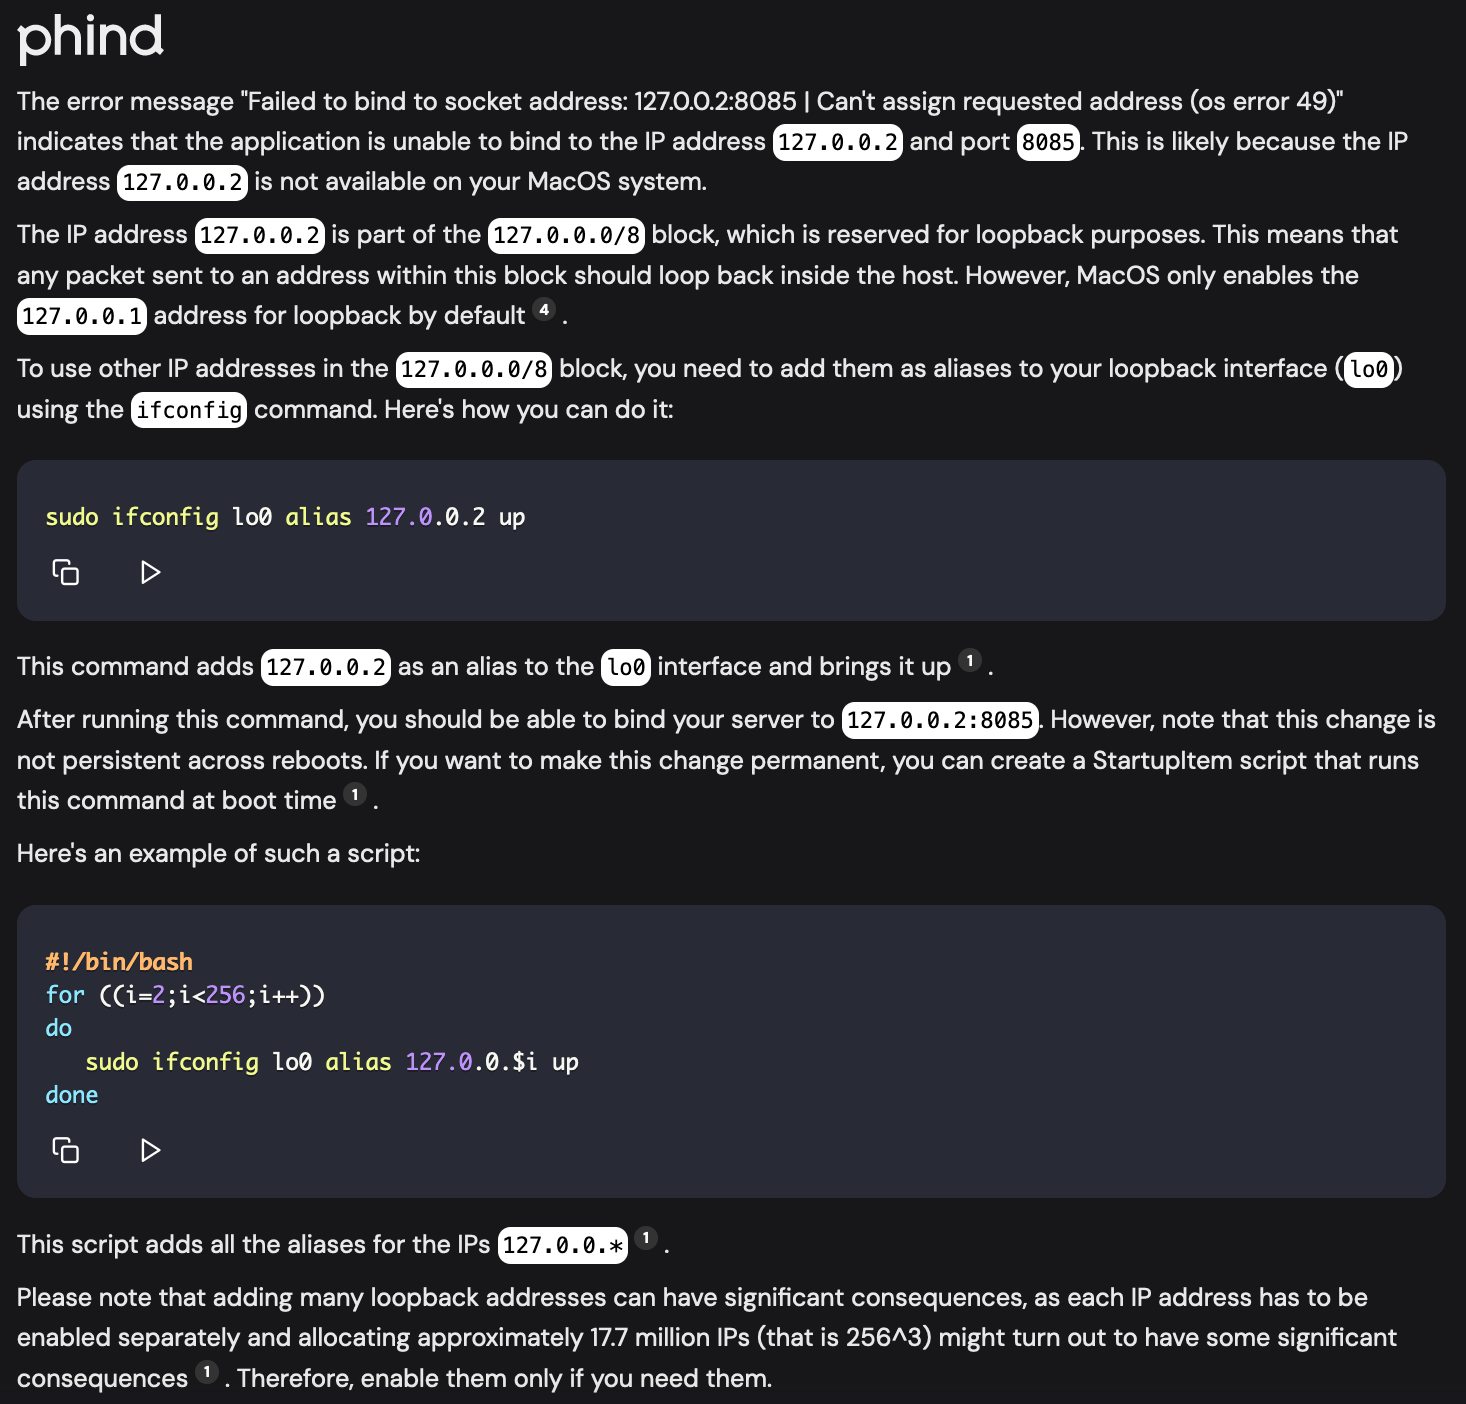 phind
The error message "Failed to bind to socket address: 127.0.0.2:8085 | Can't assign requested address (os error 49)"
indicates that the application is unable to bind to the IP address 127.0.0.2 and port 8085. This is likely because the IP
address 127.0.0.2 is not available on your MacOS system.
The IP address 127.0.0.2 is part of the 127.0.0.0/8 block, which is reserved for loopback purposes. This means that
any packet sent to an address within this block should loop back inside the host. However, MacOS only enables the
127.0.0.1 address for loopback by default 4 .
To use other IP addresses in the 127.0.0.0/8 block, you need to add them as aliases to your loopback interface (lo0)
using the ifconfig command. Here's how you can do it:
sudo ifconfig lo0 alias 127.0.0.2 up
This command adds 127.0.0.2 as an alias to the lo0 interface and brings it up 1 .
After running this command, you should be able to bind your server to 127.0.0.2:8085. However, note that this change is
not persistent across reboots. If you want to make this change permanent, you can create a StartupItem script that runs
this command at boot time 1 .
Here's an example of such a script:
#!/bin/bash
for ((i=2;i<256;i++))
do
   sudo ifconfig lo0 alias 127.0.0.$i up
done
This script adds all the aliases for the IPs 127.0.0.* 1 .
Please note that adding many loopback addresses can have significant consequences, as each IP address has to be
enabled separately and allocating approximately 17.7 million IPs (that is 256^3) might turn out to have some significant
consequences 1 . Therefore, enable them only if you need them.